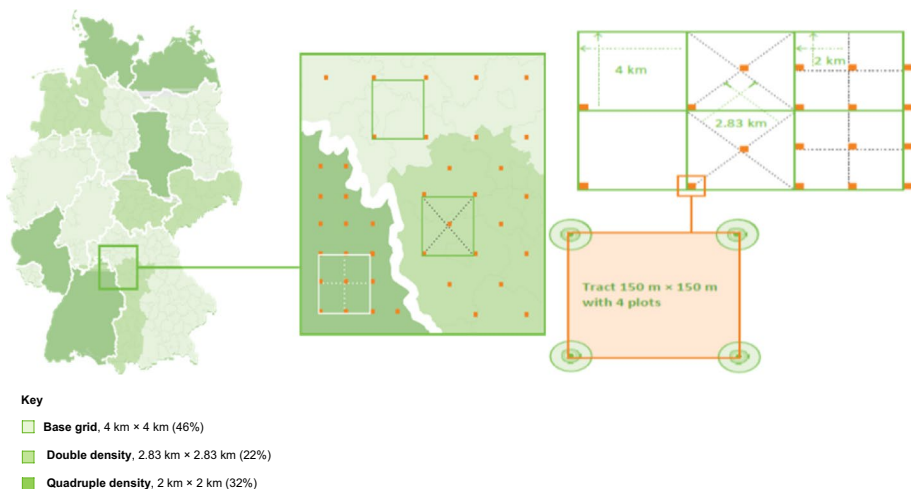 4 km
2 km
2.83 km
Tract 150 m × 150 m
with 4 plots
Key
Base grid, 4 km × 4 km (46%)
Double density, 2.83 km × 2.83 km (22%)
Quadruple density, 2 km × 2 km (32%)